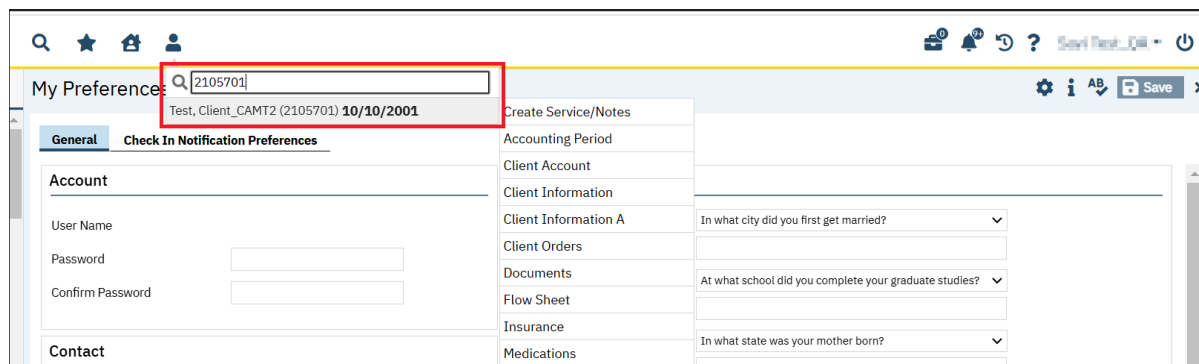 0
9+
?
My Preferences
2105701
i
AB
Save
Test, Client_CAMT2 (2105701) 10/10/2001
Create Service/Notes
General
Check In Notification Preferences
Accounting Period
Account
Client Account
Client Information
User Name
Client Information A
In what city did you first get married?
Password
Client Orders
Confirm Password
Documents
At what school did you complete your graduate studies?
Flow Sheet
Insurance
Contact
Medications
In what state was your mother born?